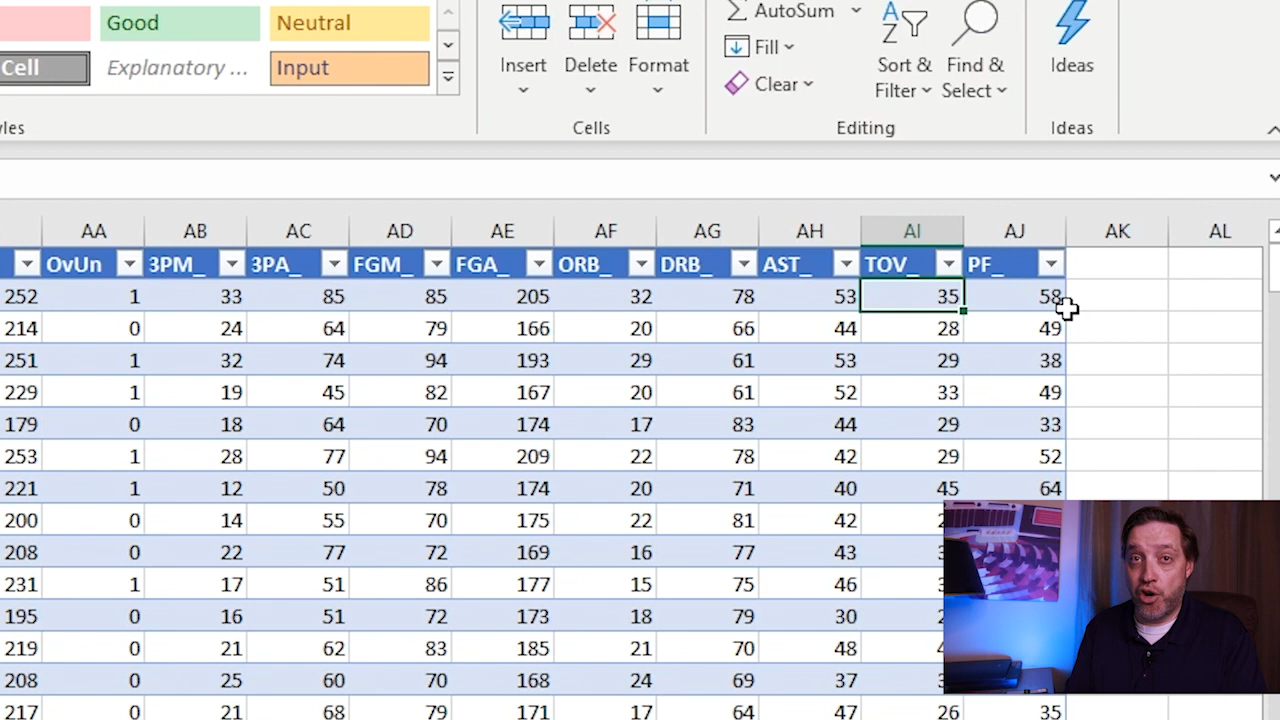 Good Neutral
Cell Explanatory ... Input
yles
Insert Delete Format
Cells
AutoSum
Fill
Clear
Sort & Filter
Find & Select
Editing
Ideas
Ideas
AA AB AC AD AE AF AG AH AI AJ AK AL
OvUn 3PM_ 3PA_ FGM_ FGA_ ORB_ DRB_ AST_ TOV_ PF_
252 1 33 85 85 205 32 78 53 35 58
214 0 24 64 79 166 20 66 44 28 49
251 1 32 74 94 193 29 61 53 29 38
229 1 19 45 82 167 20 61 52 33 49
179 0 18 64 70 174 17 83 44 29 33
253 1 28 77 94 209 22 78 42 29 52
221 1 12 50 78 174 20 71 40 45 64
200 0 14 55 70 175 22 81 42
208 0 22 77 72 169 16 77 43
231 1 17 51 86 177 15 75 46
195 0 16 51 72 173 18 79 30
219 0 21 62 83 185 21 70 48
208 0 25 60 70 168 24 69 37
217 0 21 68 79 171 17 64 47 26 35